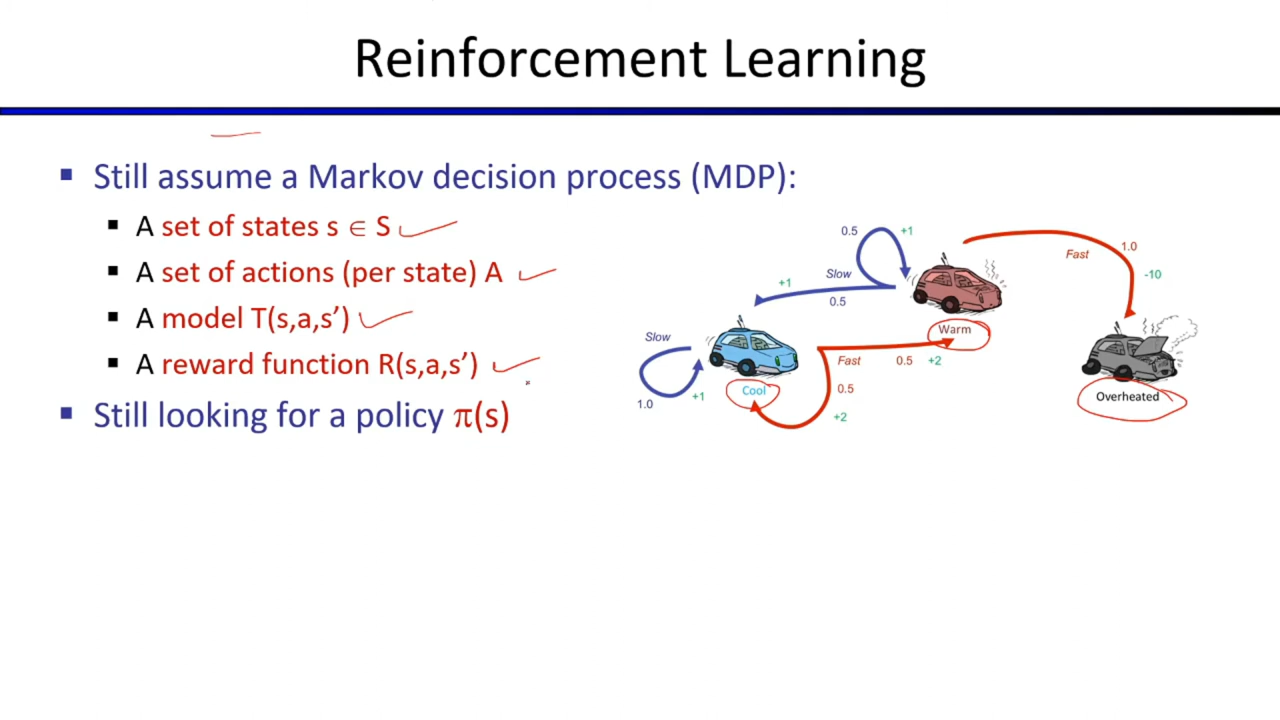 Reinforcement Learning
▪ Still assume a Markov decision process (MDP):
▪ A set of states s ∈ S
▪ A set of actions (per state) A
▪ A model T(s,a,s’)
▪ A reward function R(s,a,s’)
▪ Still looking for a policy π(s)
0.5 +1
Slow
+1
0.5
Fast
1.0
-10
Warm
Slow
1.0
+1
Cool
Fast
0.5 +2
0.5
+2
Overheated